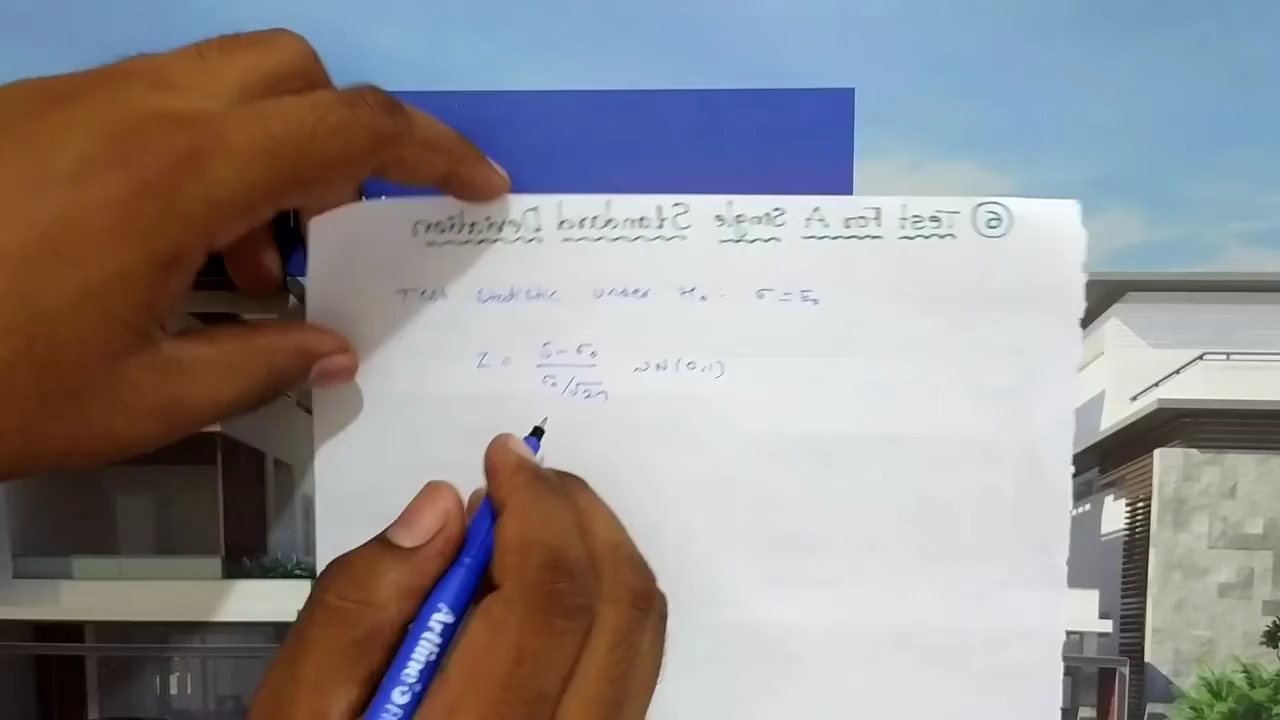 ⑥ Test For A Single Standard Deviation
Test Statistic under H₀ : σ = σ₀
Z = (S - σ₀) / (σ₀/√2n) ~ N(0,1)
Artline